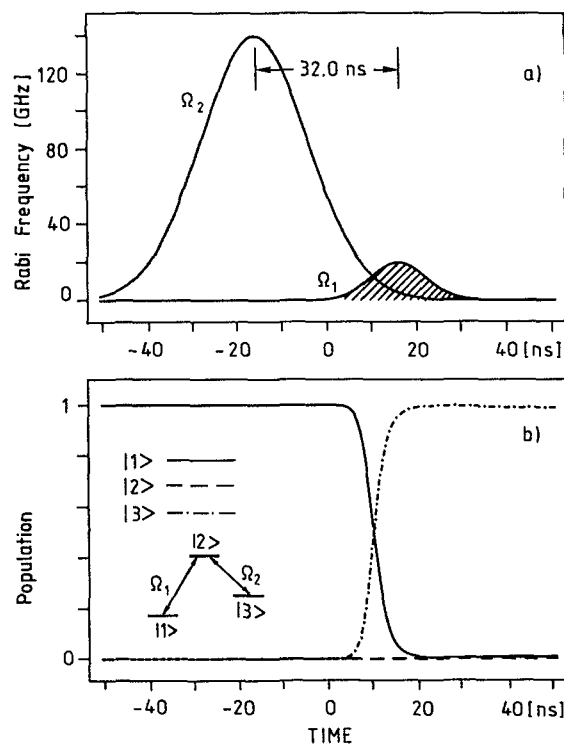 Rabi Frequency [GHz]
120
80
40
0
Ω₂
32.0 ns
a)
Ω₁
-40
-20
0
20
40 [ns]
Population
1
0
b)
|1>
|2>
|3>
|2>
Ω₁
Ω₂
|1>
|3>
-40
-20
0
20
40 [ns]
TIME